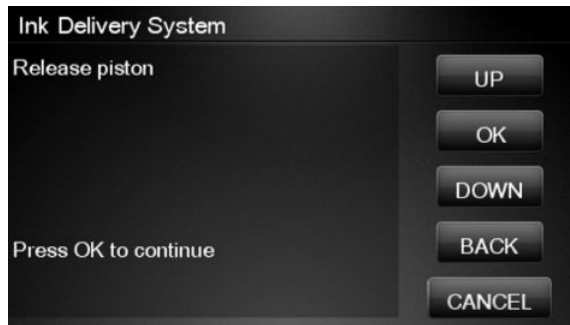 Ink Delivery System
Release piston
UP
OK
DOWN
Press OK to continue
BACK
CANCEL